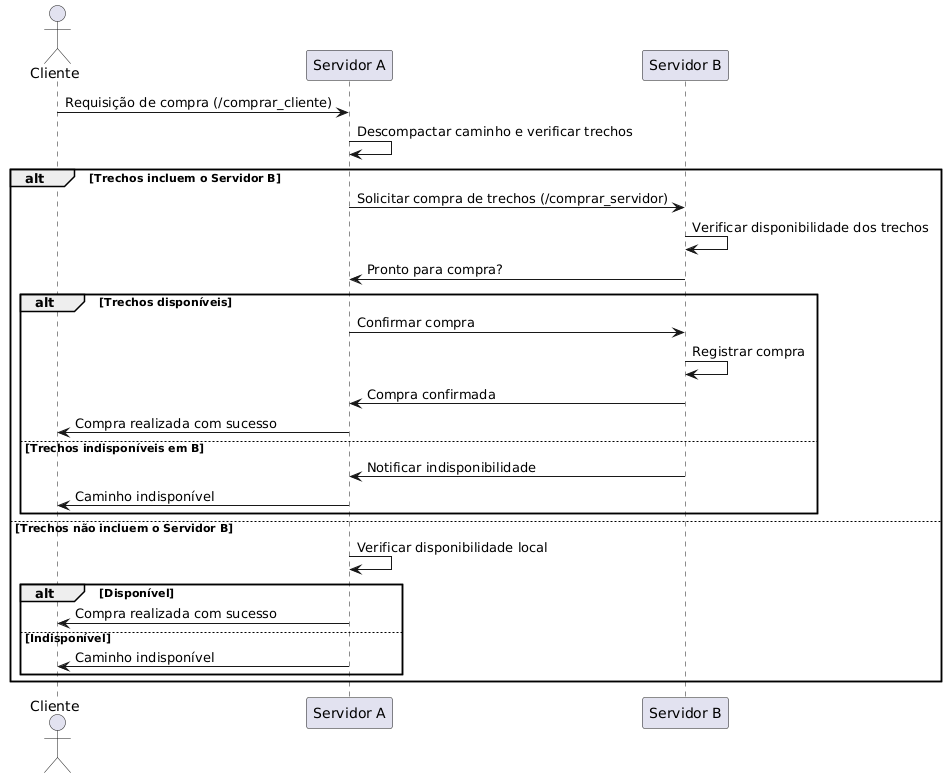 Cliente
Servidor A
Servidor B
Requisição de compra (/comprar_cliente)
Descompactar caminho e verificar trechos
alt [Trechos incluem o Servidor B]
Solicitar compra de trechos (/comprar_servidor)
Verificar disponibilidade dos trechos
Pronto para compra?
alt [Trechos disponíveis]
Confirmar compra
Registrar compra
Compra confirmada
Compra realizada com sucesso
[Trechos indisponíveis em B]
Notificar indisponibilidade
Caminho indisponível
[Trechos não incluem o Servidor B]
Verificar disponibilidade local
alt [Disponível]
Compra realizada com sucesso
[Indisponível]
Caminho indisponível
Cliente
Servidor A
Servidor B